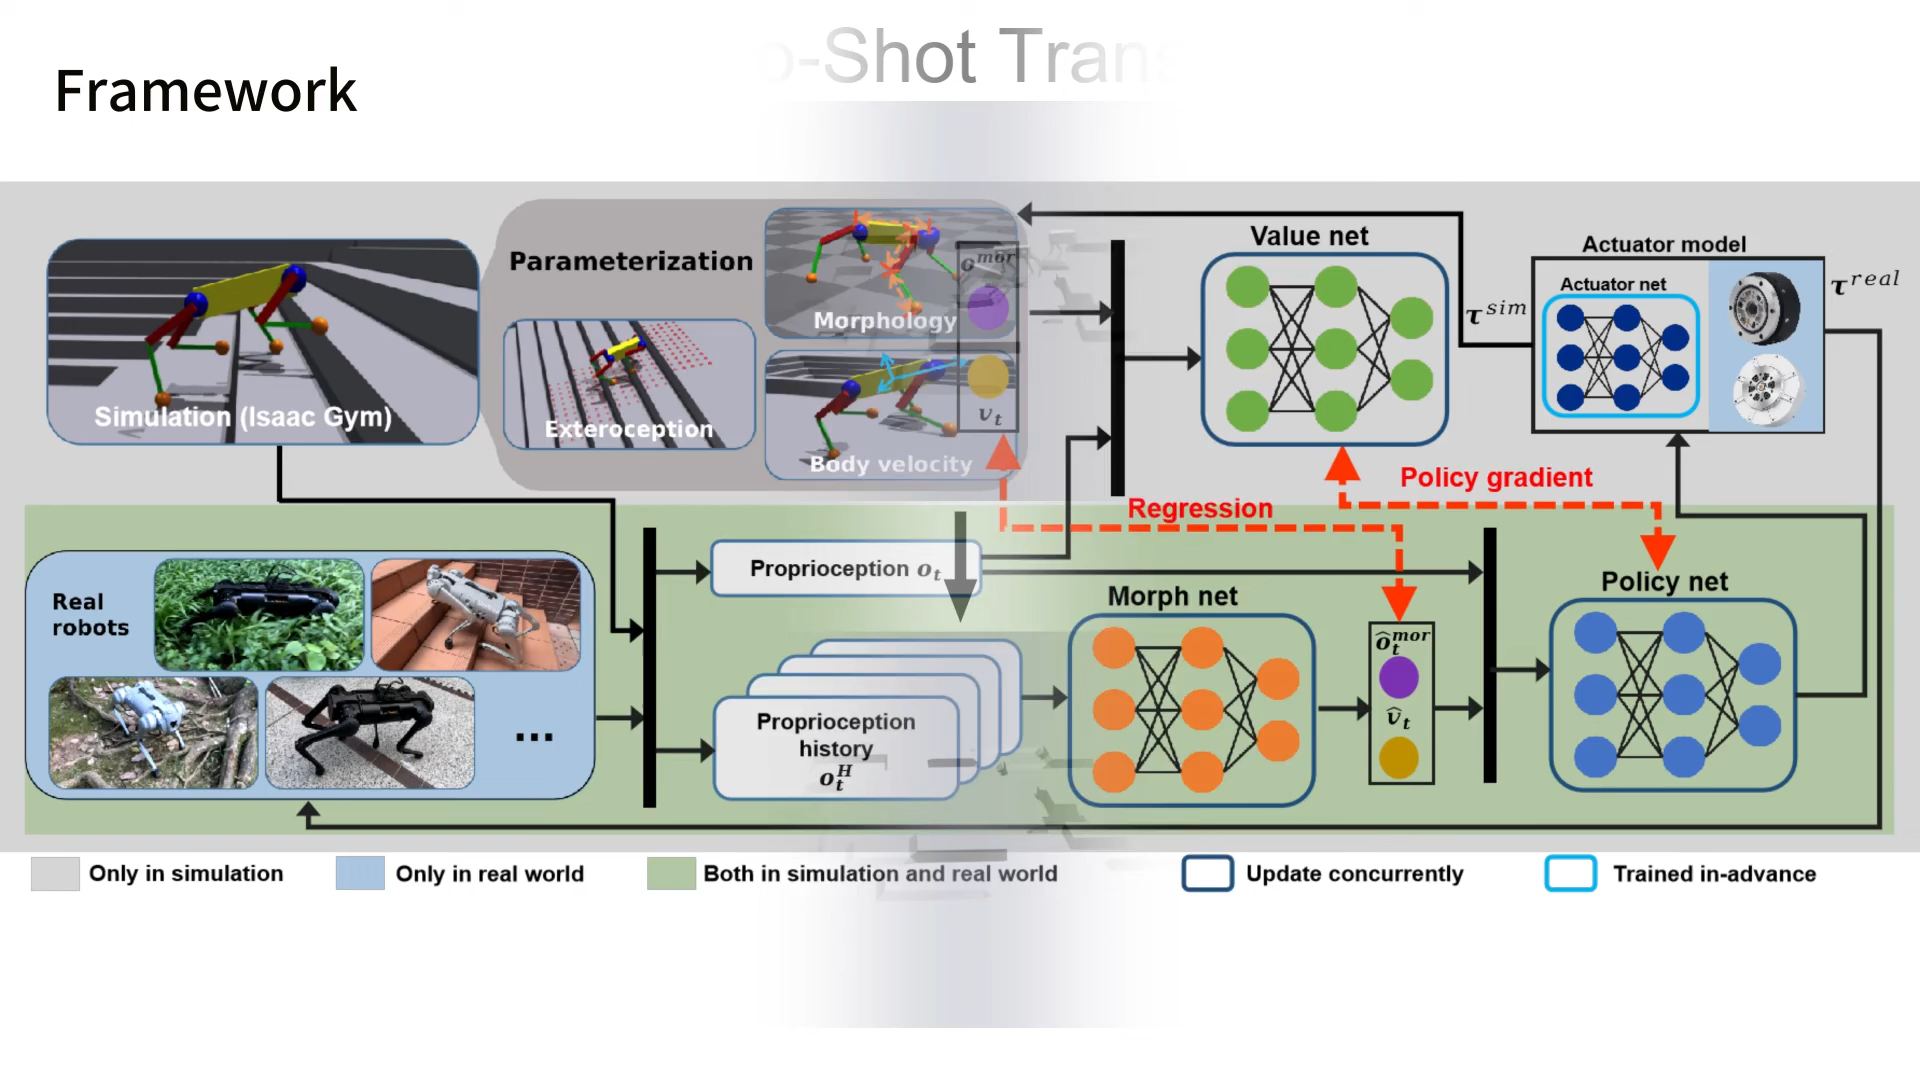 -Shot Tran
Framework
Parameterization
Morphology
Exteroception
Body velocity
Simulation (Isaac Gym)
o^{mor}
v_t
Value net
Actuator model
Actuator net
τ^{sim}
τ^{real}
Policy gradient
Regression
Real
robots
...
Proprioception o_t
Proprioception
history
o_t^H
Morph net
ô_t^{mor}
v̂_t
Policy net
Only in simulation
Only in real world
Both in simulation and real world
Update concurrently
Trained in-advance